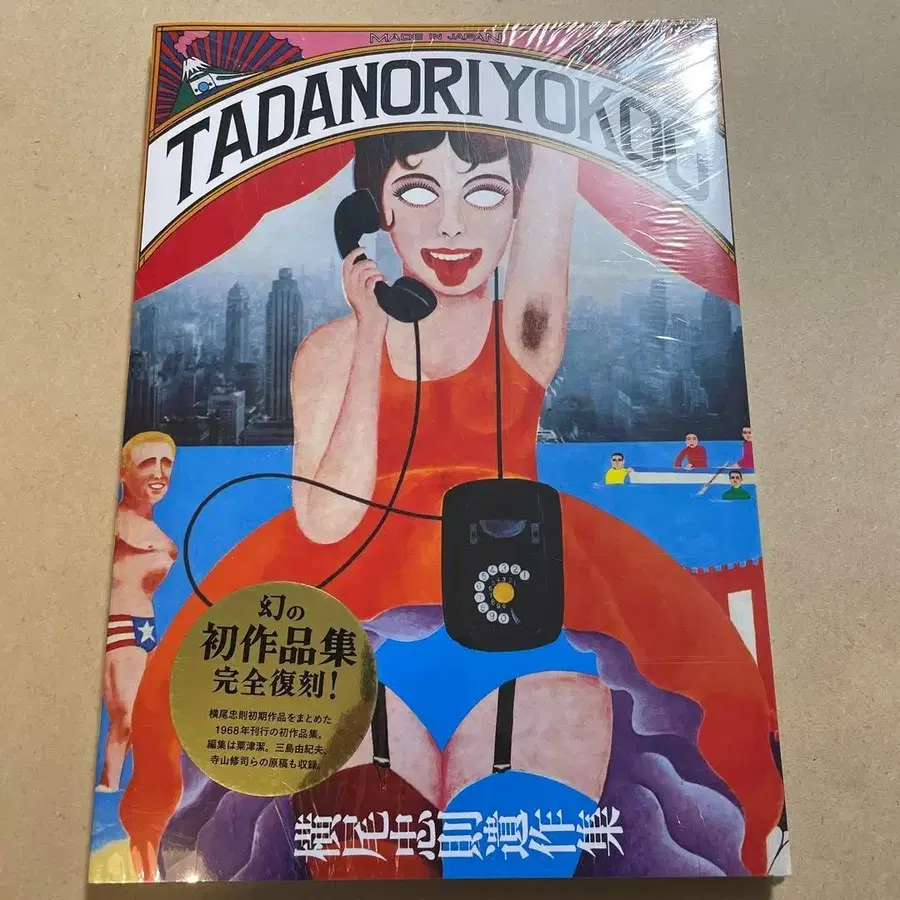 MADE IN JAPAN
TADANORI YOKOO
幻の
初作品集
完全復刻!
横尾忠則初期作品をまとめた
1968年刊行の初作品集。
編集は粟津潔。三島由紀夫、
寺山修司らの原稿も収録。
横尾忠則遺作集